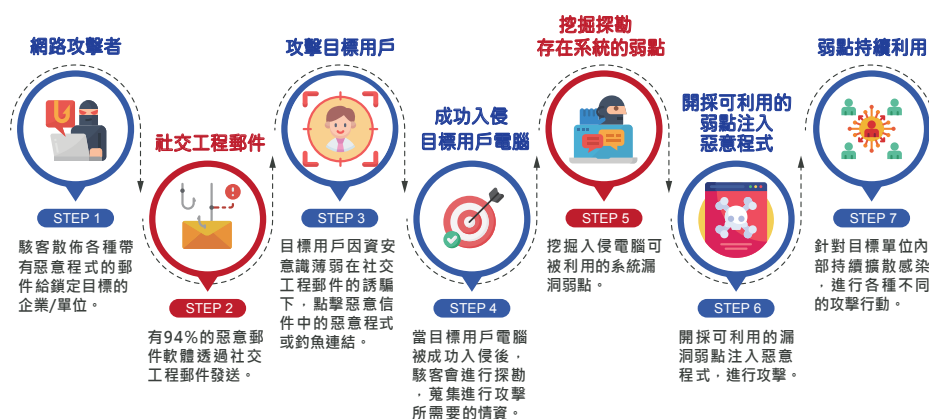 網路攻擊者
STEP 1
駭客散佈各種帶
有惡意程式的郵
件給鎖定目標的
企業/單位。
社交工程郵件
STEP 2
有94%的惡意郵
件軟體透過社交
工程郵件發送。
攻擊目標用戶
STEP 3
目標用戶因資安
意識薄弱在社交
工程郵件的誘騙
下，點擊惡意信
件中的惡意程式
或釣魚連結。
成功入侵
目標用戶電腦
STEP 4
當目標用戶電腦
被成功入侵後，
駭客會進行探勘
，蒐集進行攻擊
所需要的情資。
挖掘探勘
存在系統的弱點
STEP 5
挖掘入侵電腦可
被利用的系統漏
洞弱點。
開採可利用的
弱點注入
惡意程式
STEP 6
開採可利用的漏
洞弱點注入惡意
程式，進行攻擊。
弱點持續利用
STEP 7
針對目標單位內
部持續擴散感染
，進行各種不同
的攻擊行動。